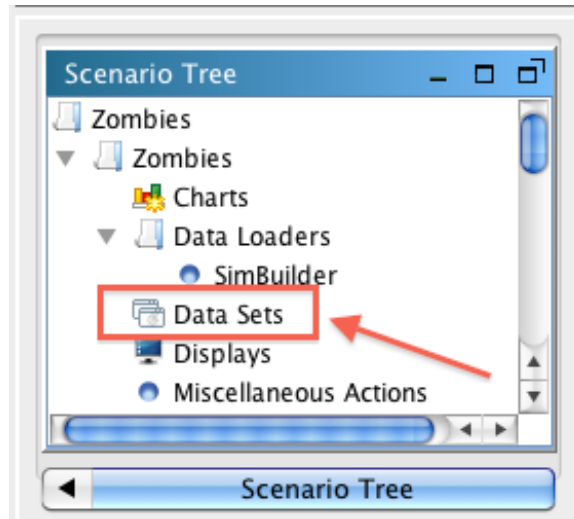 Scenario Tree
Zombies
Zombies
Charts
Data Loaders
SimBuilder
Data Sets
Displays
Miscellaneous Actions
Scenario Tree